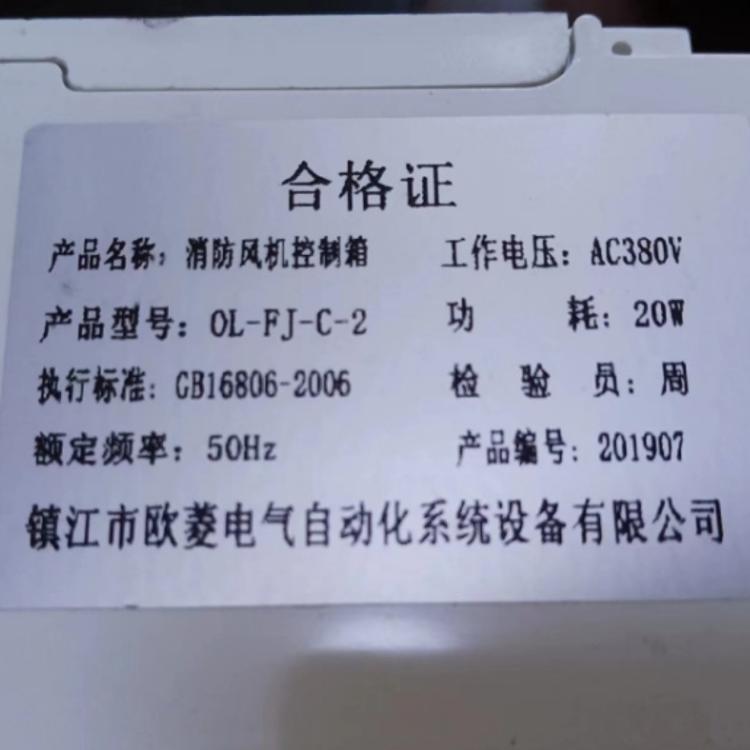 合格证
产品名称：消防风机控制箱 工作电压：AC380V
产品型号：OL-FJ-C-2 功 耗：20W
执行标准：GB16806-2006 检 验 员：周
额定频率：50Hz 产品编号：201907
镇江市欧菱电气自动化系统设备有限公司